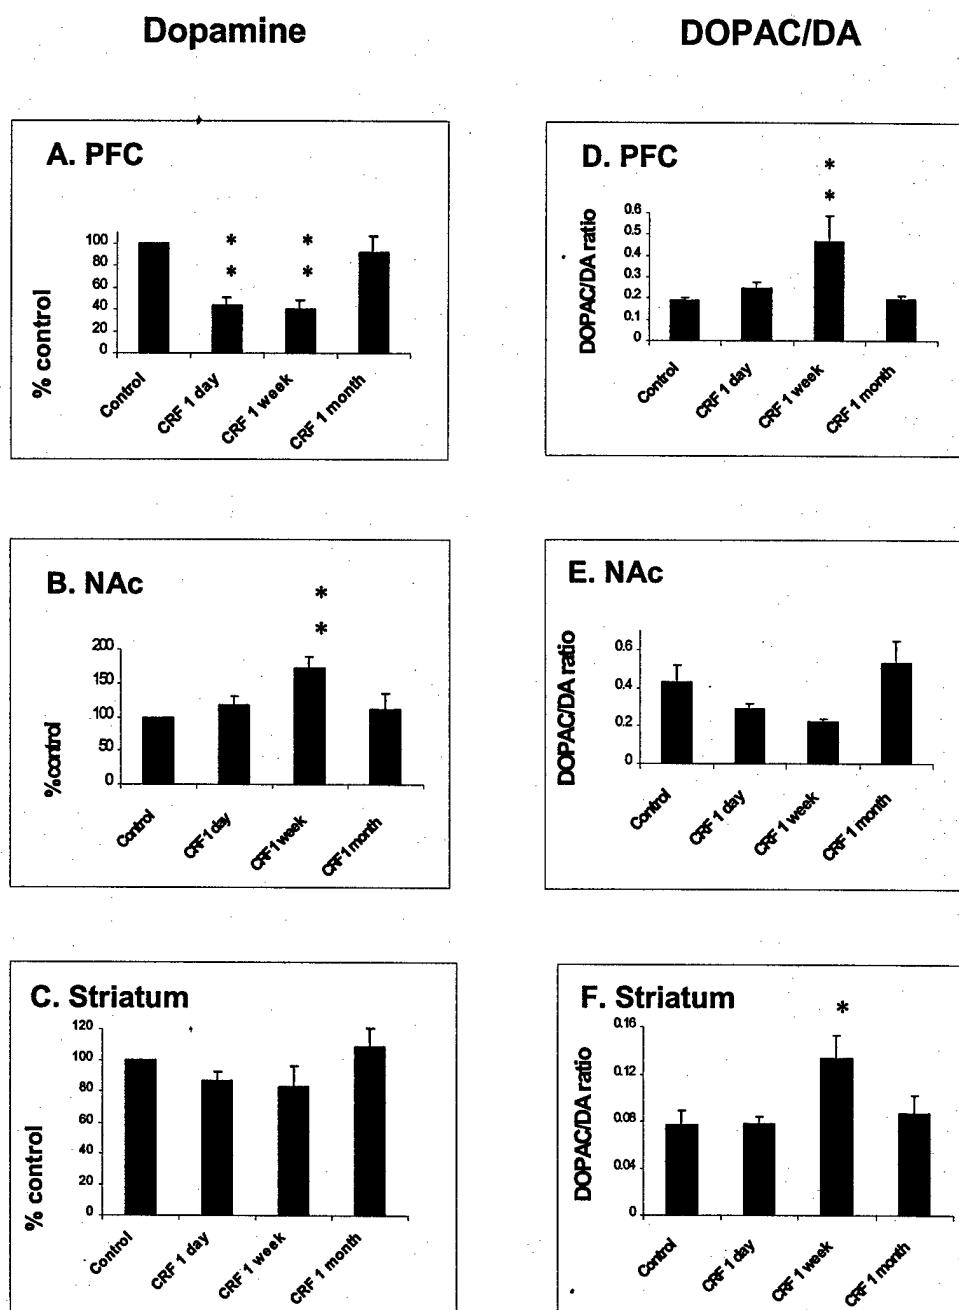 Dopamine
DOPAC/DA
A. PFC
% control
100
80
60
40
20
0
*
*
*
*
Control
CRF 1 day
CRF 1 week
CRF 1 month
D. PFC
DOPAC/DA ratio
0.6
0.5
0.4
0.3
0.2
0.1
0
*
*
Control
CRF 1 day
CRF 1 week
CRF 1 month
B. NAc
%control
200
150
100
50
0
*
*
Control
CRF 1 day
CRF 1 week
CRF 1 month
E. NAc
DOPAC/DA ratio
0.6
0.4
0.2
0
Control
CRF 1 day
CRF 1 week
CRF 1 month
C. Striatum
% control
120
100
80
60
40
20
0
Control
CRF 1 day
CRF 1 week
CRF 1 month
F. Striatum
DOPAC/DA ratio
0.16
0.12
0.08
0.04
0
*
Control
CRF 1 day
CRF 1 week
CRF 1 month